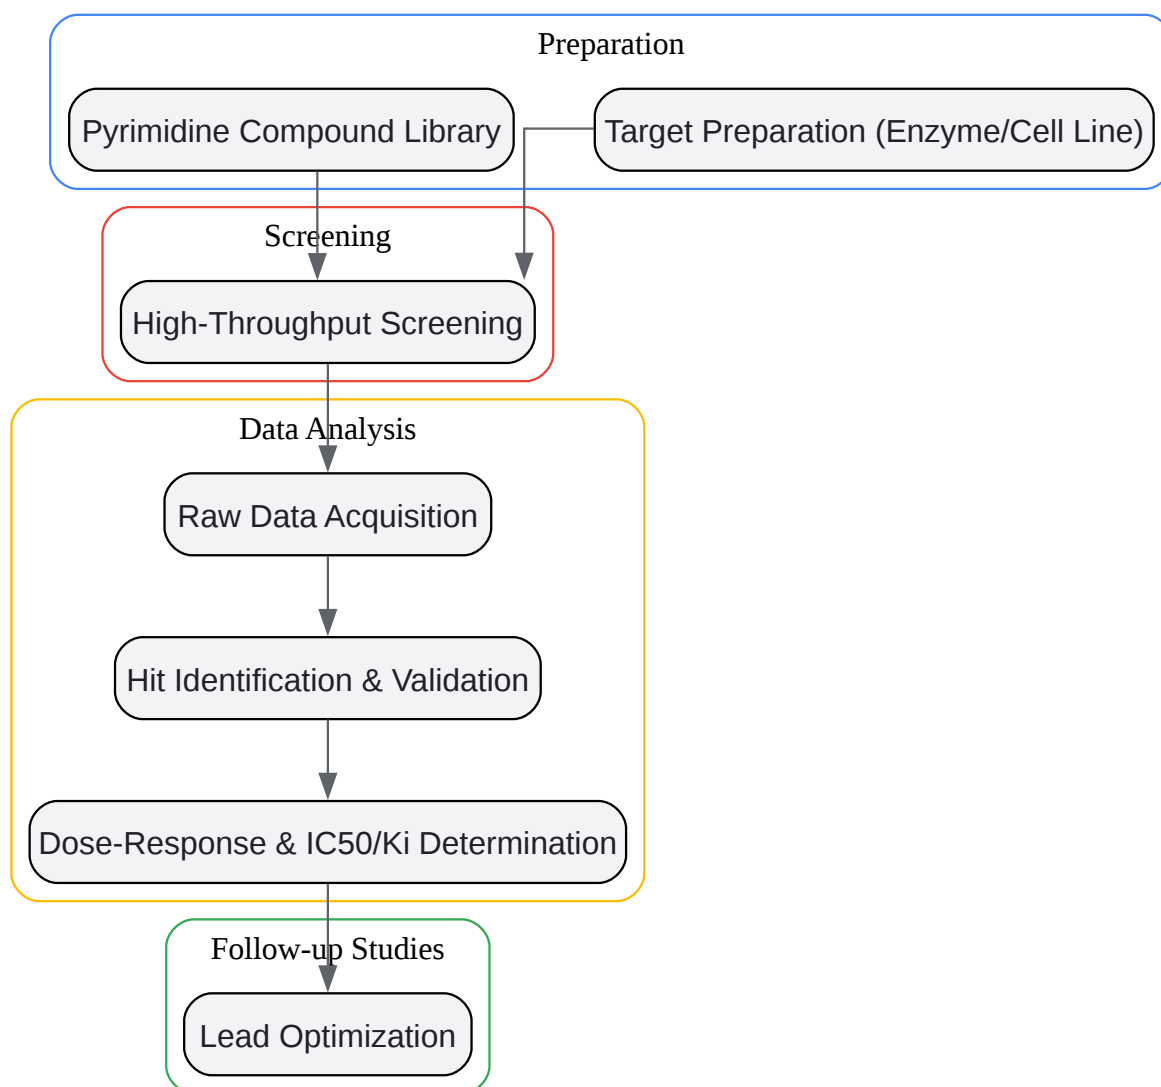 Preparation
Pyrimidine Compound Library
Target Preparation (Enzyme/Cell Line)
Screening
High-Throughput Screening
Data Analysis
Raw Data Acquisition
Hit Identification & Validation
Dose-Response & IC50/Ki Determination
Follow-up Studies
Lead Optimization